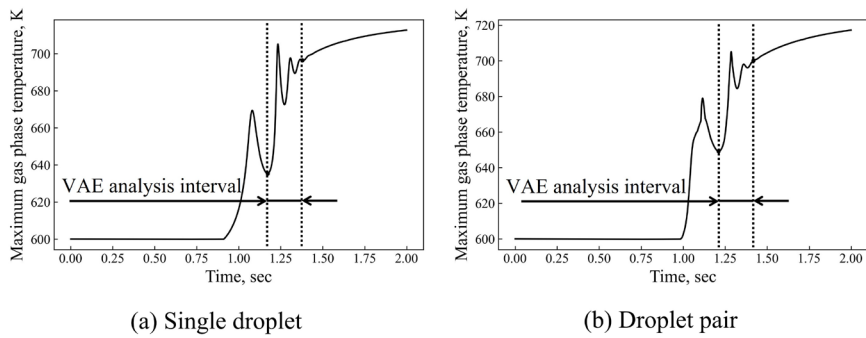 Maximum gas phase temperature, K
700
680
660
640
620
600
VAE analysis interval
0.00 0.25 0.50 0.75 1.00 1.25 1.50 1.75 2.00
Time, sec
(a) Single droplet
Maximum gas phase temperature, K
720
700
680
660
640
620
600
VAE analysis interval
0.00 0.25 0.50 0.75 1.00 1.25 1.50 1.75 2.00
Time, sec
(b) Droplet pair